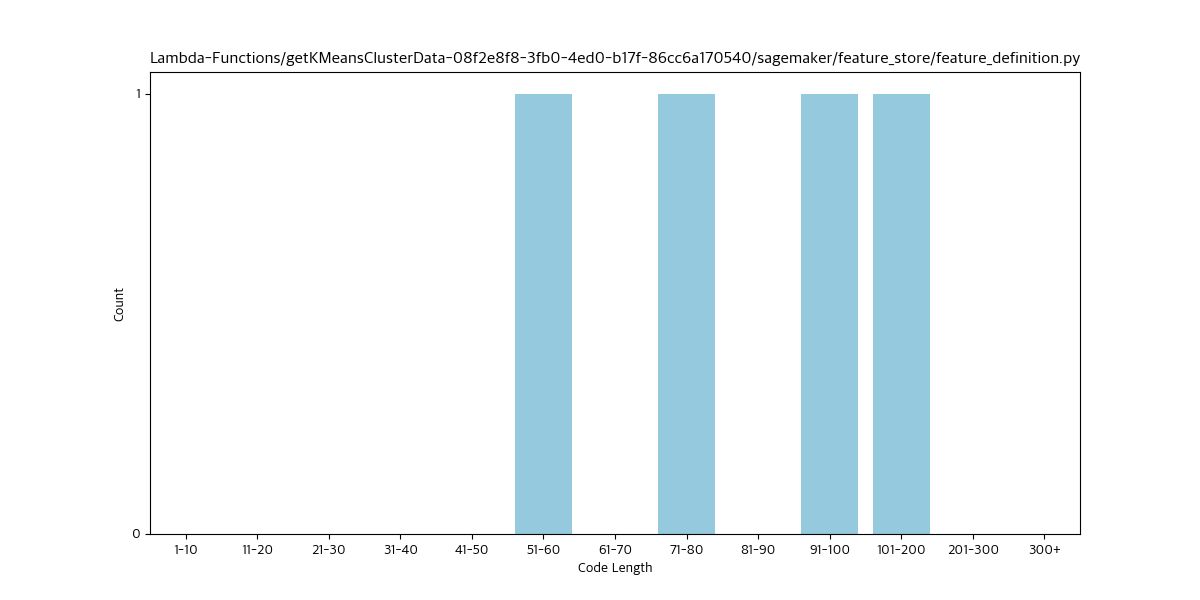 Lambda-Functions/getKMeansClusterData-08f2e8f8-3fb0-4ed0-b17f-86cc6a170540/sagemaker/feature_store/feature_definition.py
1
Count
0
1-10 11-20 21-30 31-40 41-50 51-60 61-70 71-80 81-90 91-100 101-200 201-300 300+
Code Length